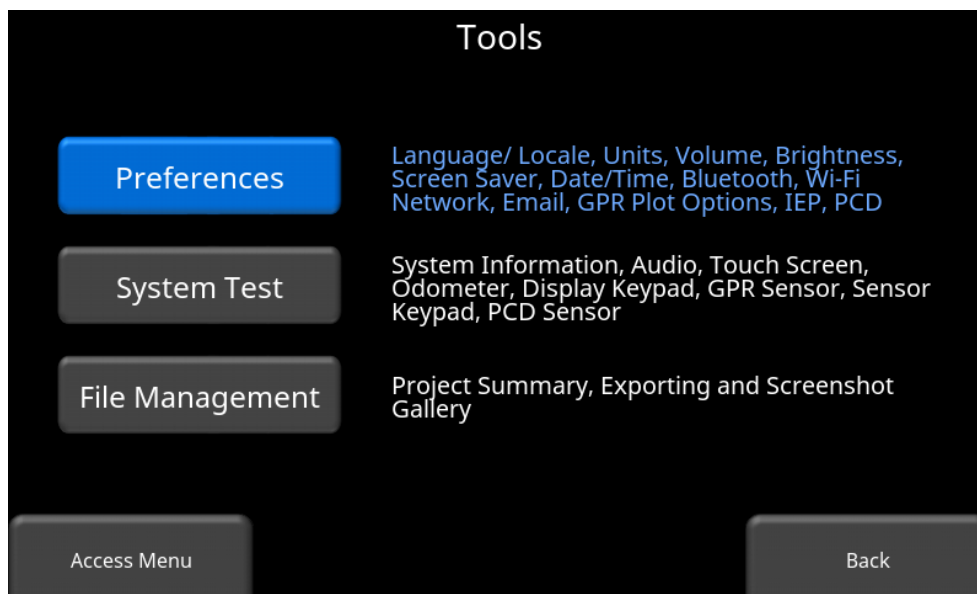 Tools
Preferences
Language/ Locale, Units, Volume, Brightness,
Screen Saver, Date/Time, Bluetooth, Wi-Fi
Network, Email, GPR Plot Options, IEP, PCD
System Test
System Information, Audio, Touch Screen,
Odometer, Display Keypad, GPR Sensor, Sensor
Keypad, PCD Sensor
File Management
Project Summary, Exporting and Screenshot
Gallery
Access Menu
Back